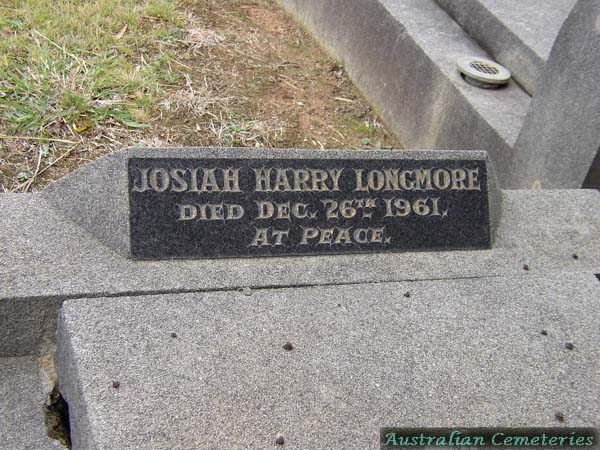 JOSIAH HARRY LONGMORE
DIED DEC. 26TH 1961.
AT PEACE.
Australian Cemeteries